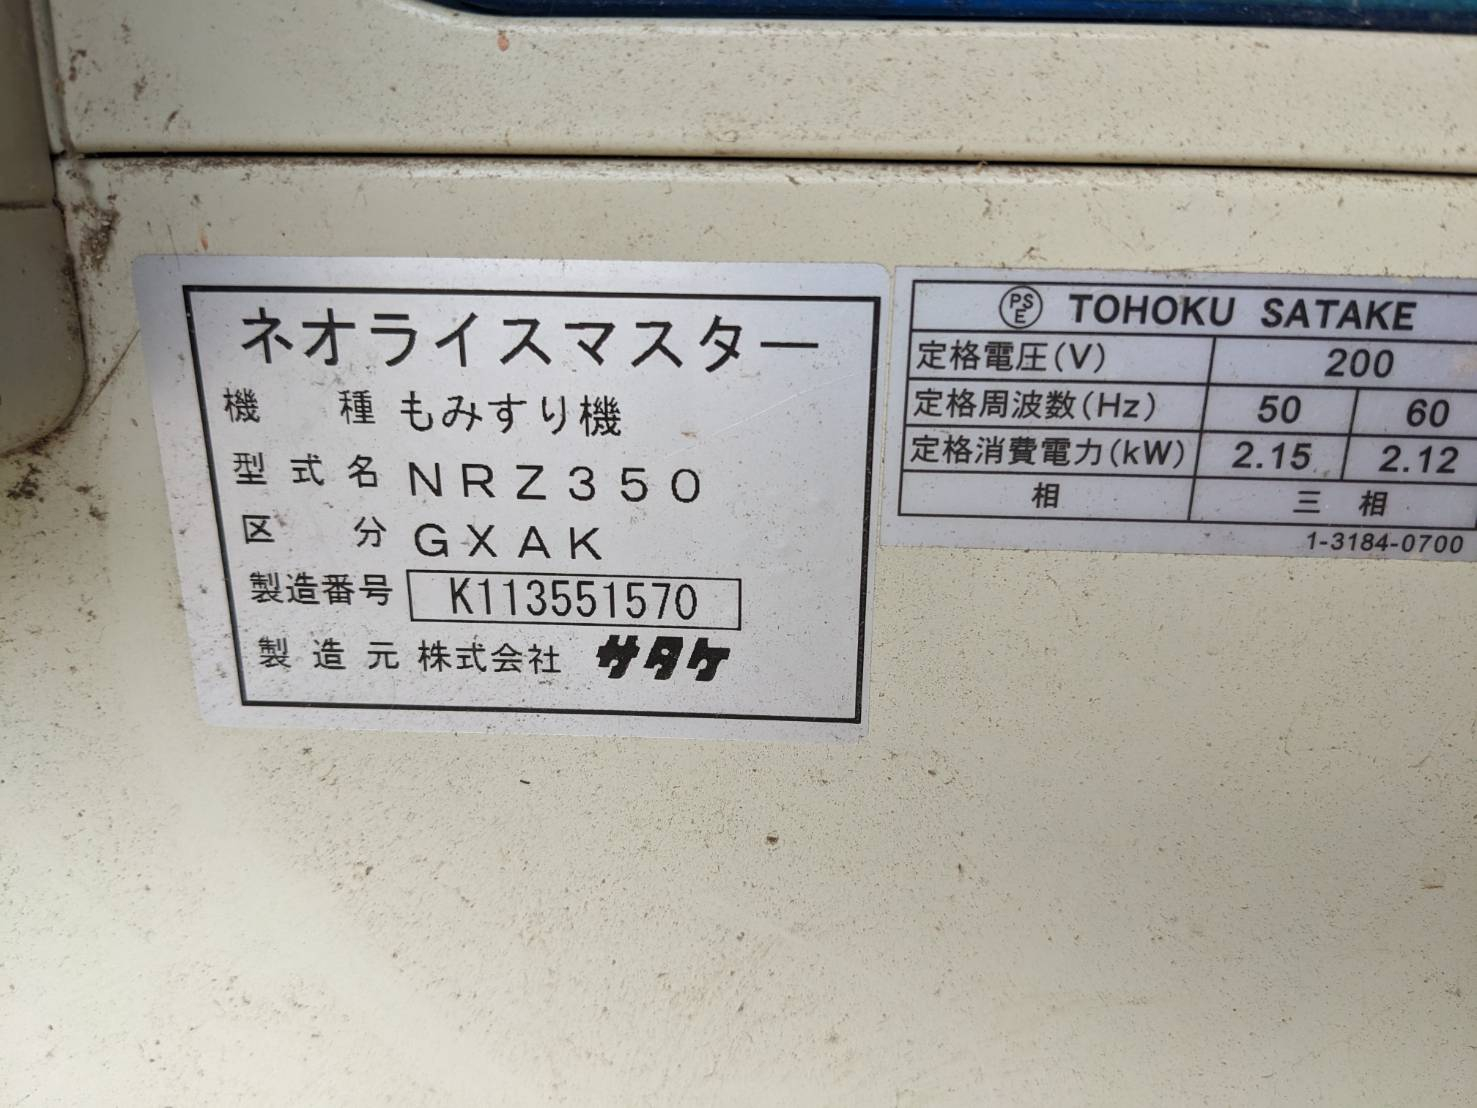 ネオライスマスター
機種 もみすり機
型式名 NRZ350
区分 GXAK
製造番号 K113551570
製造元 株式会社 サタケ
PSE TOHOKU SATAKE
定格電圧(V) 200
定格周波数(Hz) 50 60
定格消費電力(kW) 2.15 2.12
相 三相
1-3184-0700